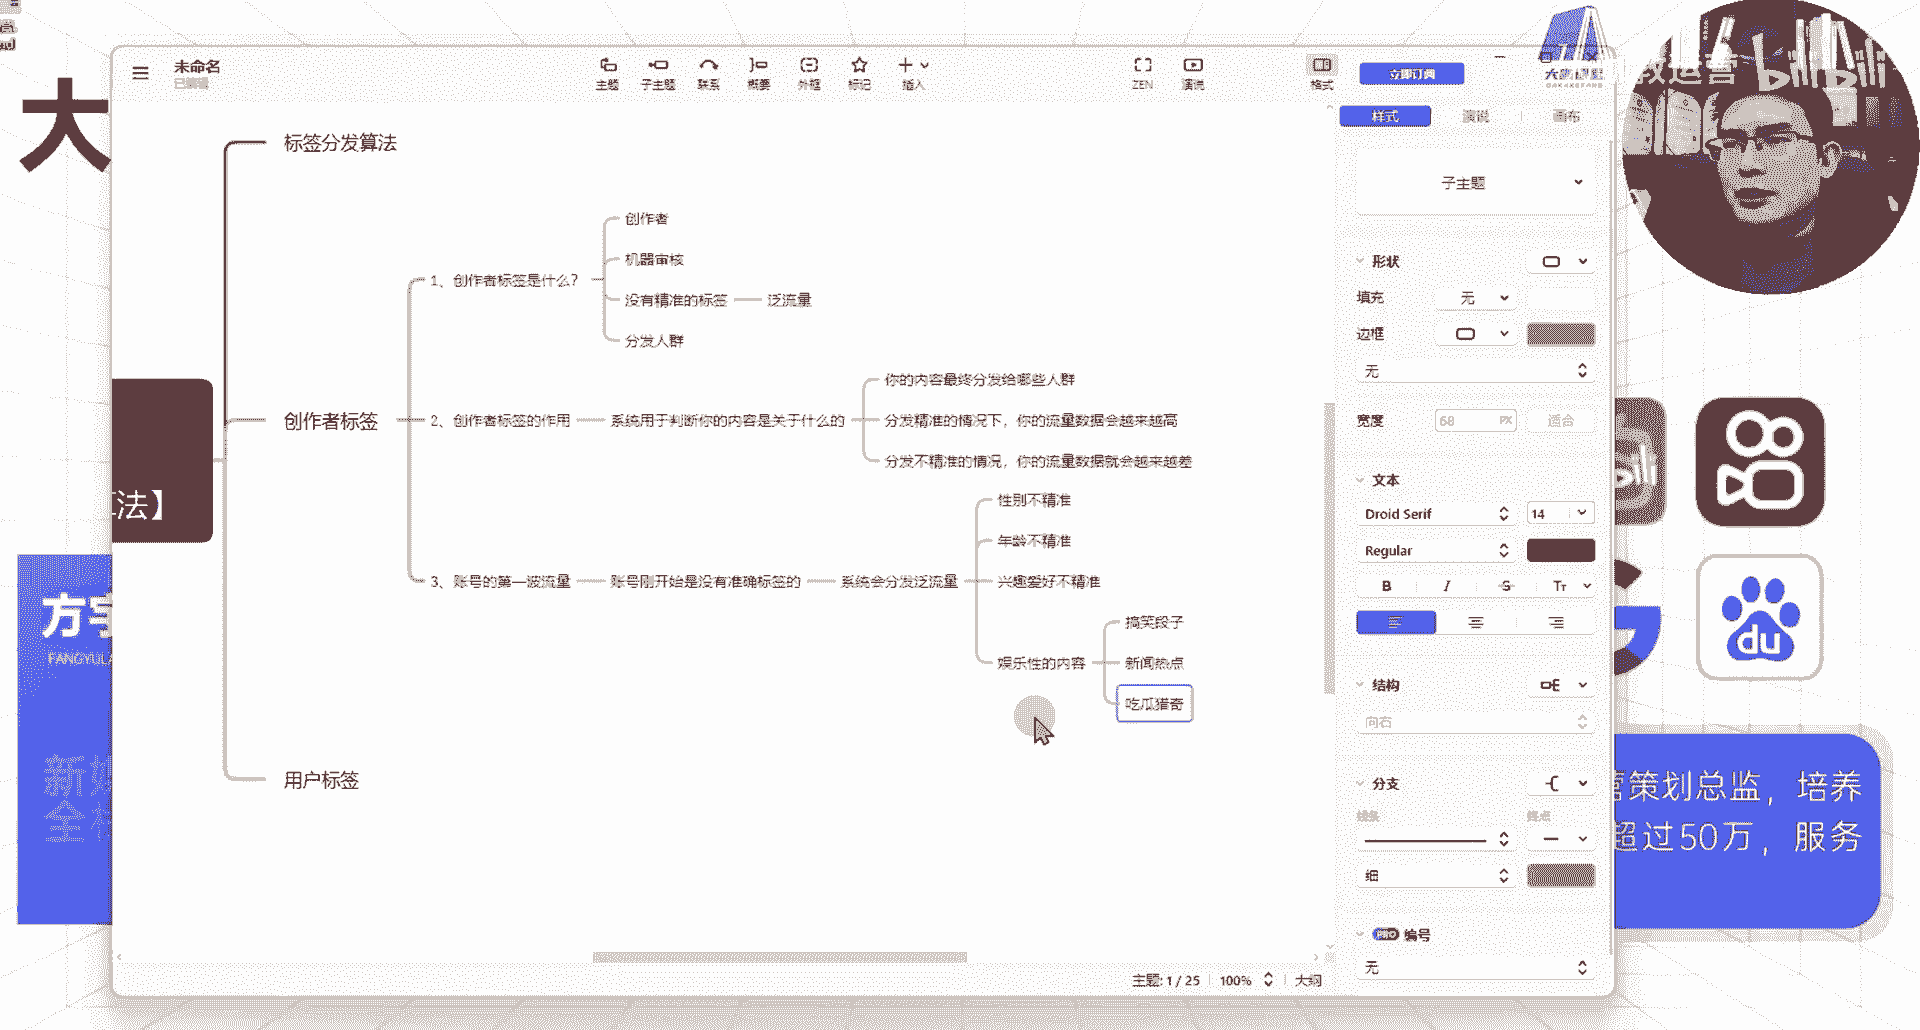 大
未命名
已编辑
主题
子主题
联系
概要
外框
标记
插入
ZEN
演说
格式
立即订阅
教运营
bilibili
样式
演说
画布
标签分发算法
创作者标签
用户标签
法】
1、创作者标签是什么?
创作者
机器审核
没有精准的标签
泛流量
分发人群
2、创作者标签的作用
系统用于判断你的内容是关于什么的
你的内容最终分发给哪些人群
分发精准的情况下，你的流量数据会越来越高
分发不精准的情况，你的流量数据就会越来越差
3、账号的第一波流量
账号刚开始是没有准确标签的
系统会分发泛流量
性别不精准
年龄不精准
兴趣爱好不精准
娱乐性的内容
搞笑段子
新闻热点
吃瓜猎奇
子主题
形状
填充
无
边框
无
宽度
68
PX
适合
文本
Droid Serif
14
Regular
B
I
S
Tт
结构
向右
分支
线条
终点
细
PRO
编号
无
主题: 1 / 25
100%
大纲
方
FANGYU
新
全
du
策划总监，培养
超过50万，服务